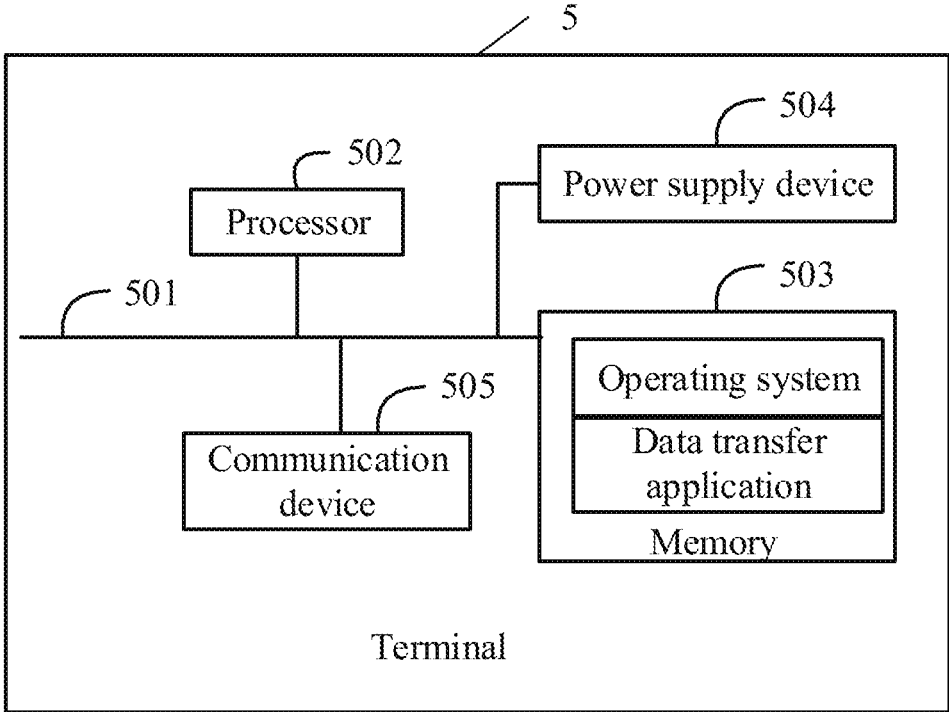 5
504
502
Power supply device
Processor
501
503
Operating system
505
Data transfer
application
Communication
device
Memory
Terminal